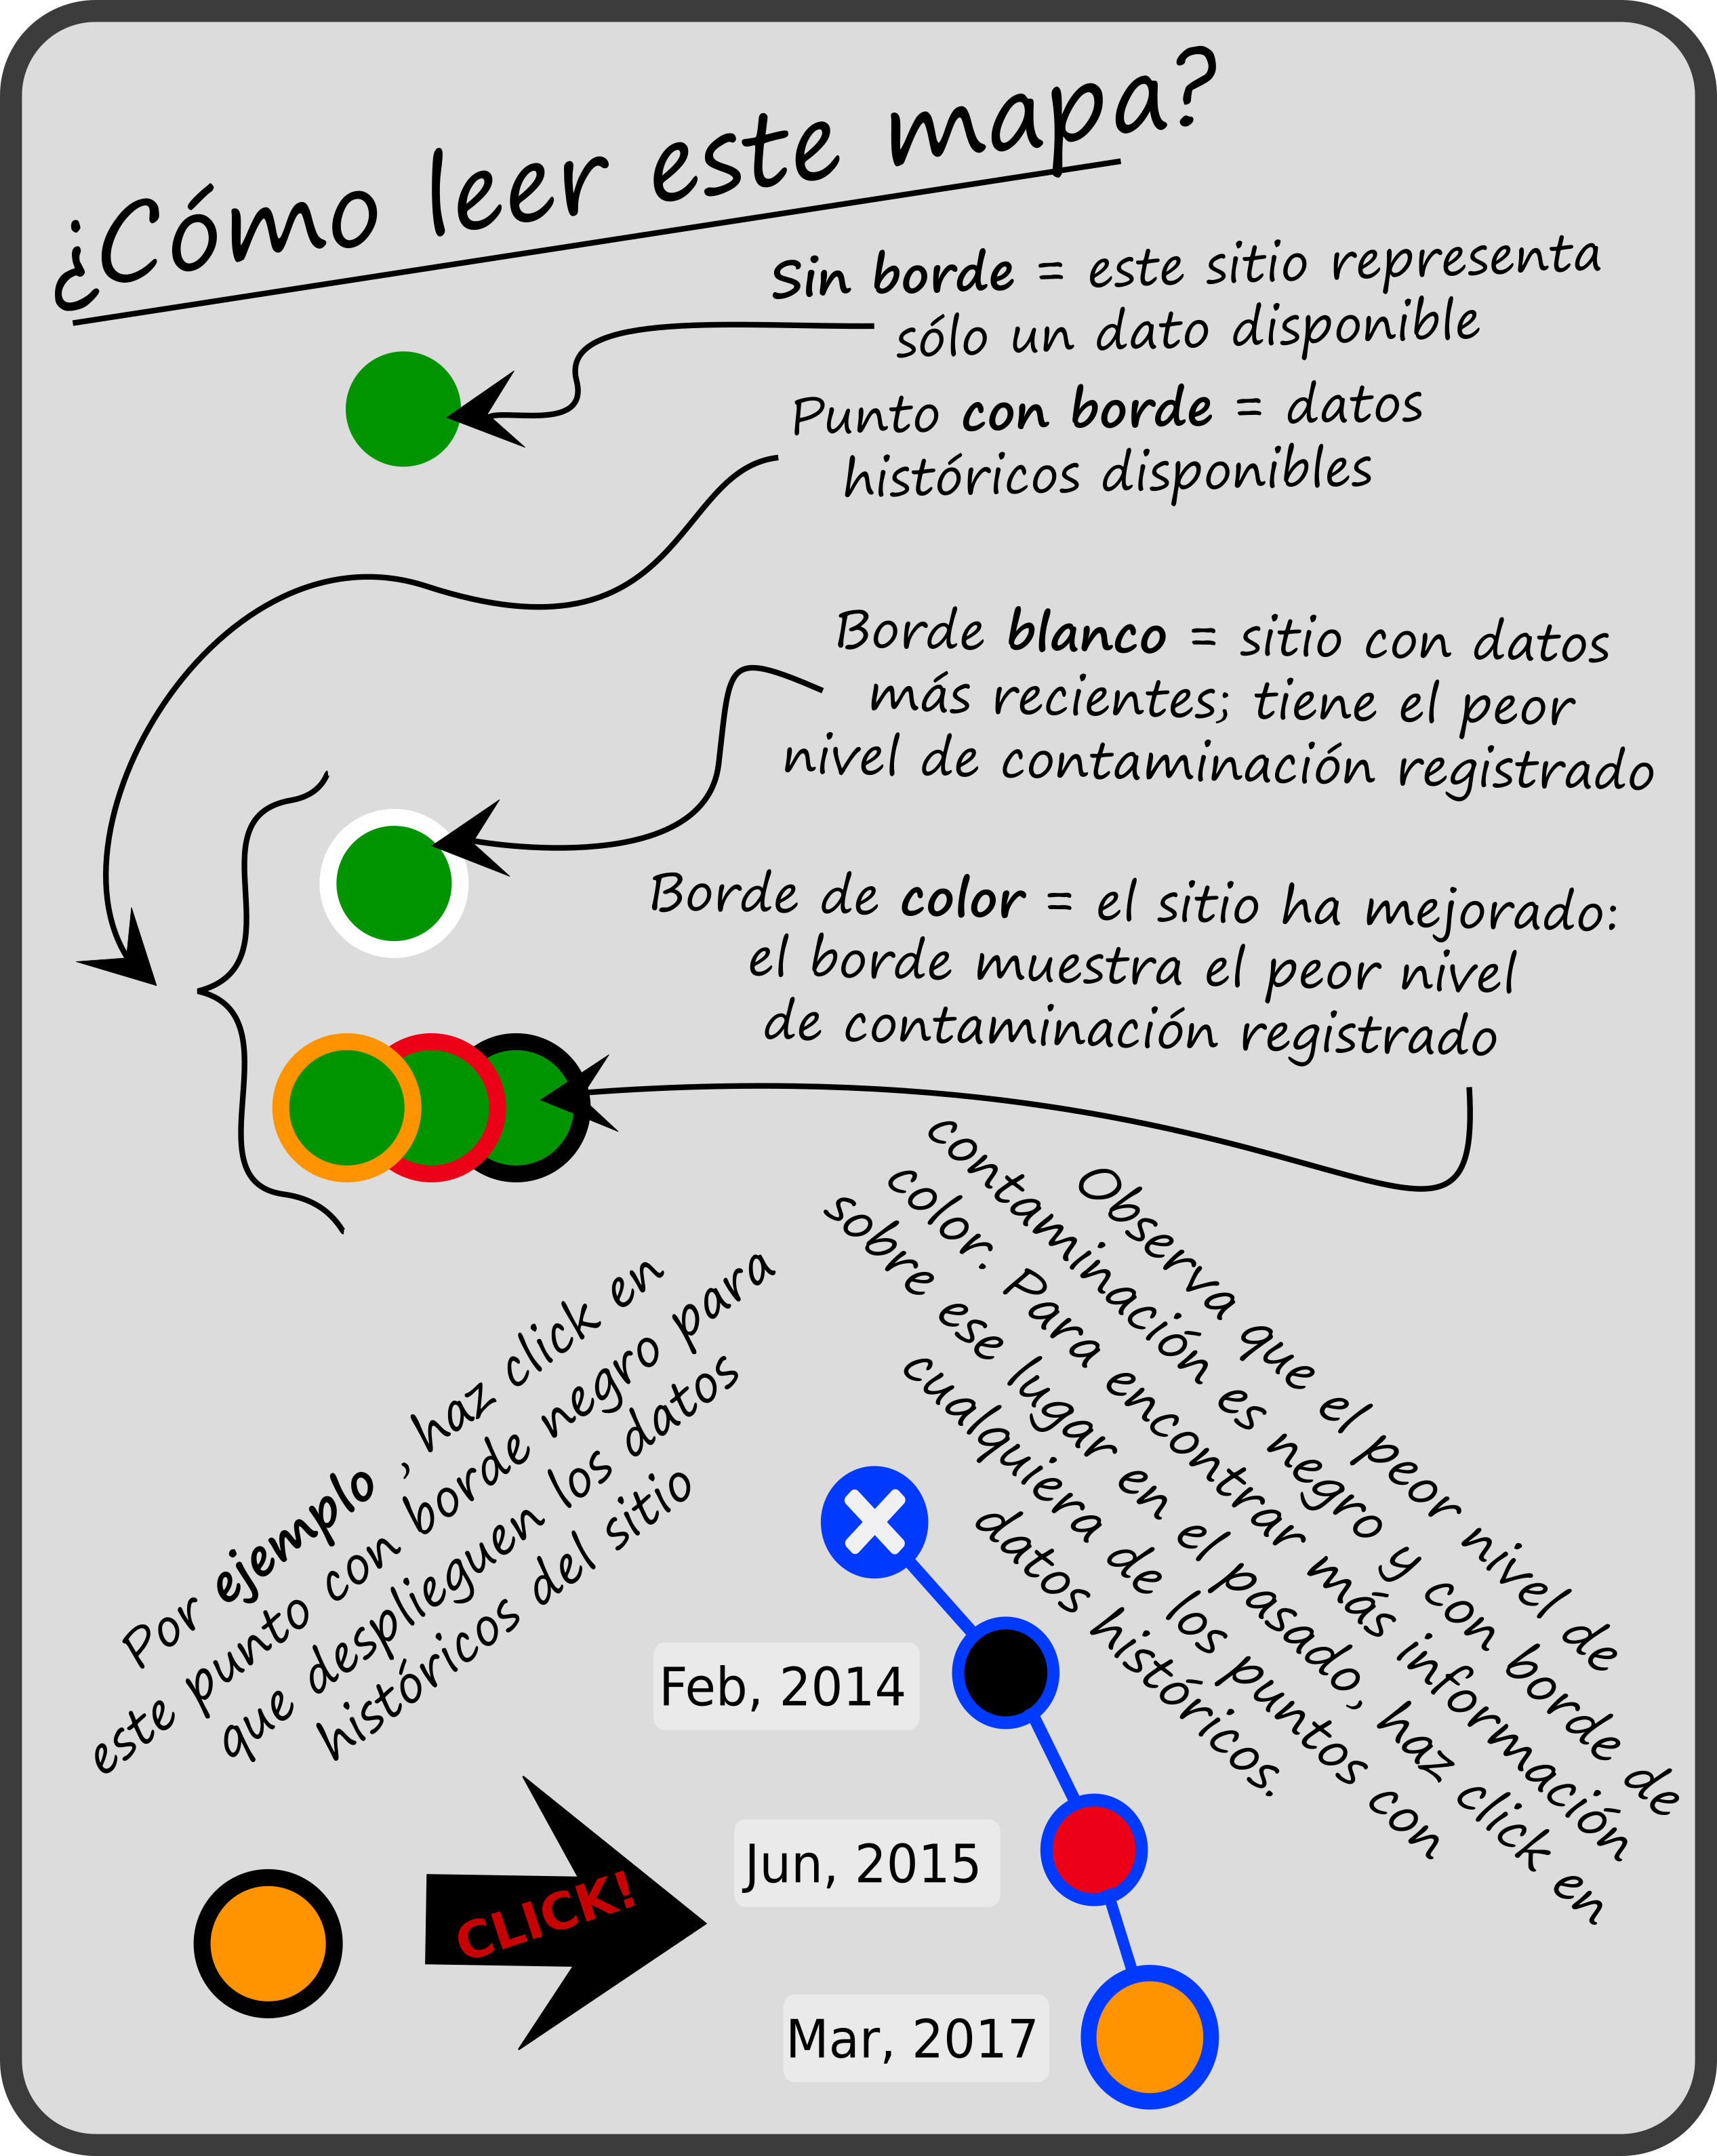 ¿Cómo leer este mapa?
Sin borde = este sitio representa
sólo un dato disponible
Punto con borde = datos
históricos disponibles
Borde blanco = sitio con datos
más recientes; tiene el peor
nivel de contaminación registrado
Borde de color = el sitio ha mejorado:
el borde muestra el peor nivel
de contaminación registrado
Por ejemplo , haz click en
este punto con borde negro para
que desplieguen los datos
históricos del sitio
Observa que el peor nivel de
contaminación es negro y con borde de
color. Para encontrar más información
sobre ese lugar en el pasado, haz click en
cualquiera de los puntos con
datos históricos.
Feb, 2014
Jun, 2015
CLICK!
Mar, 2017